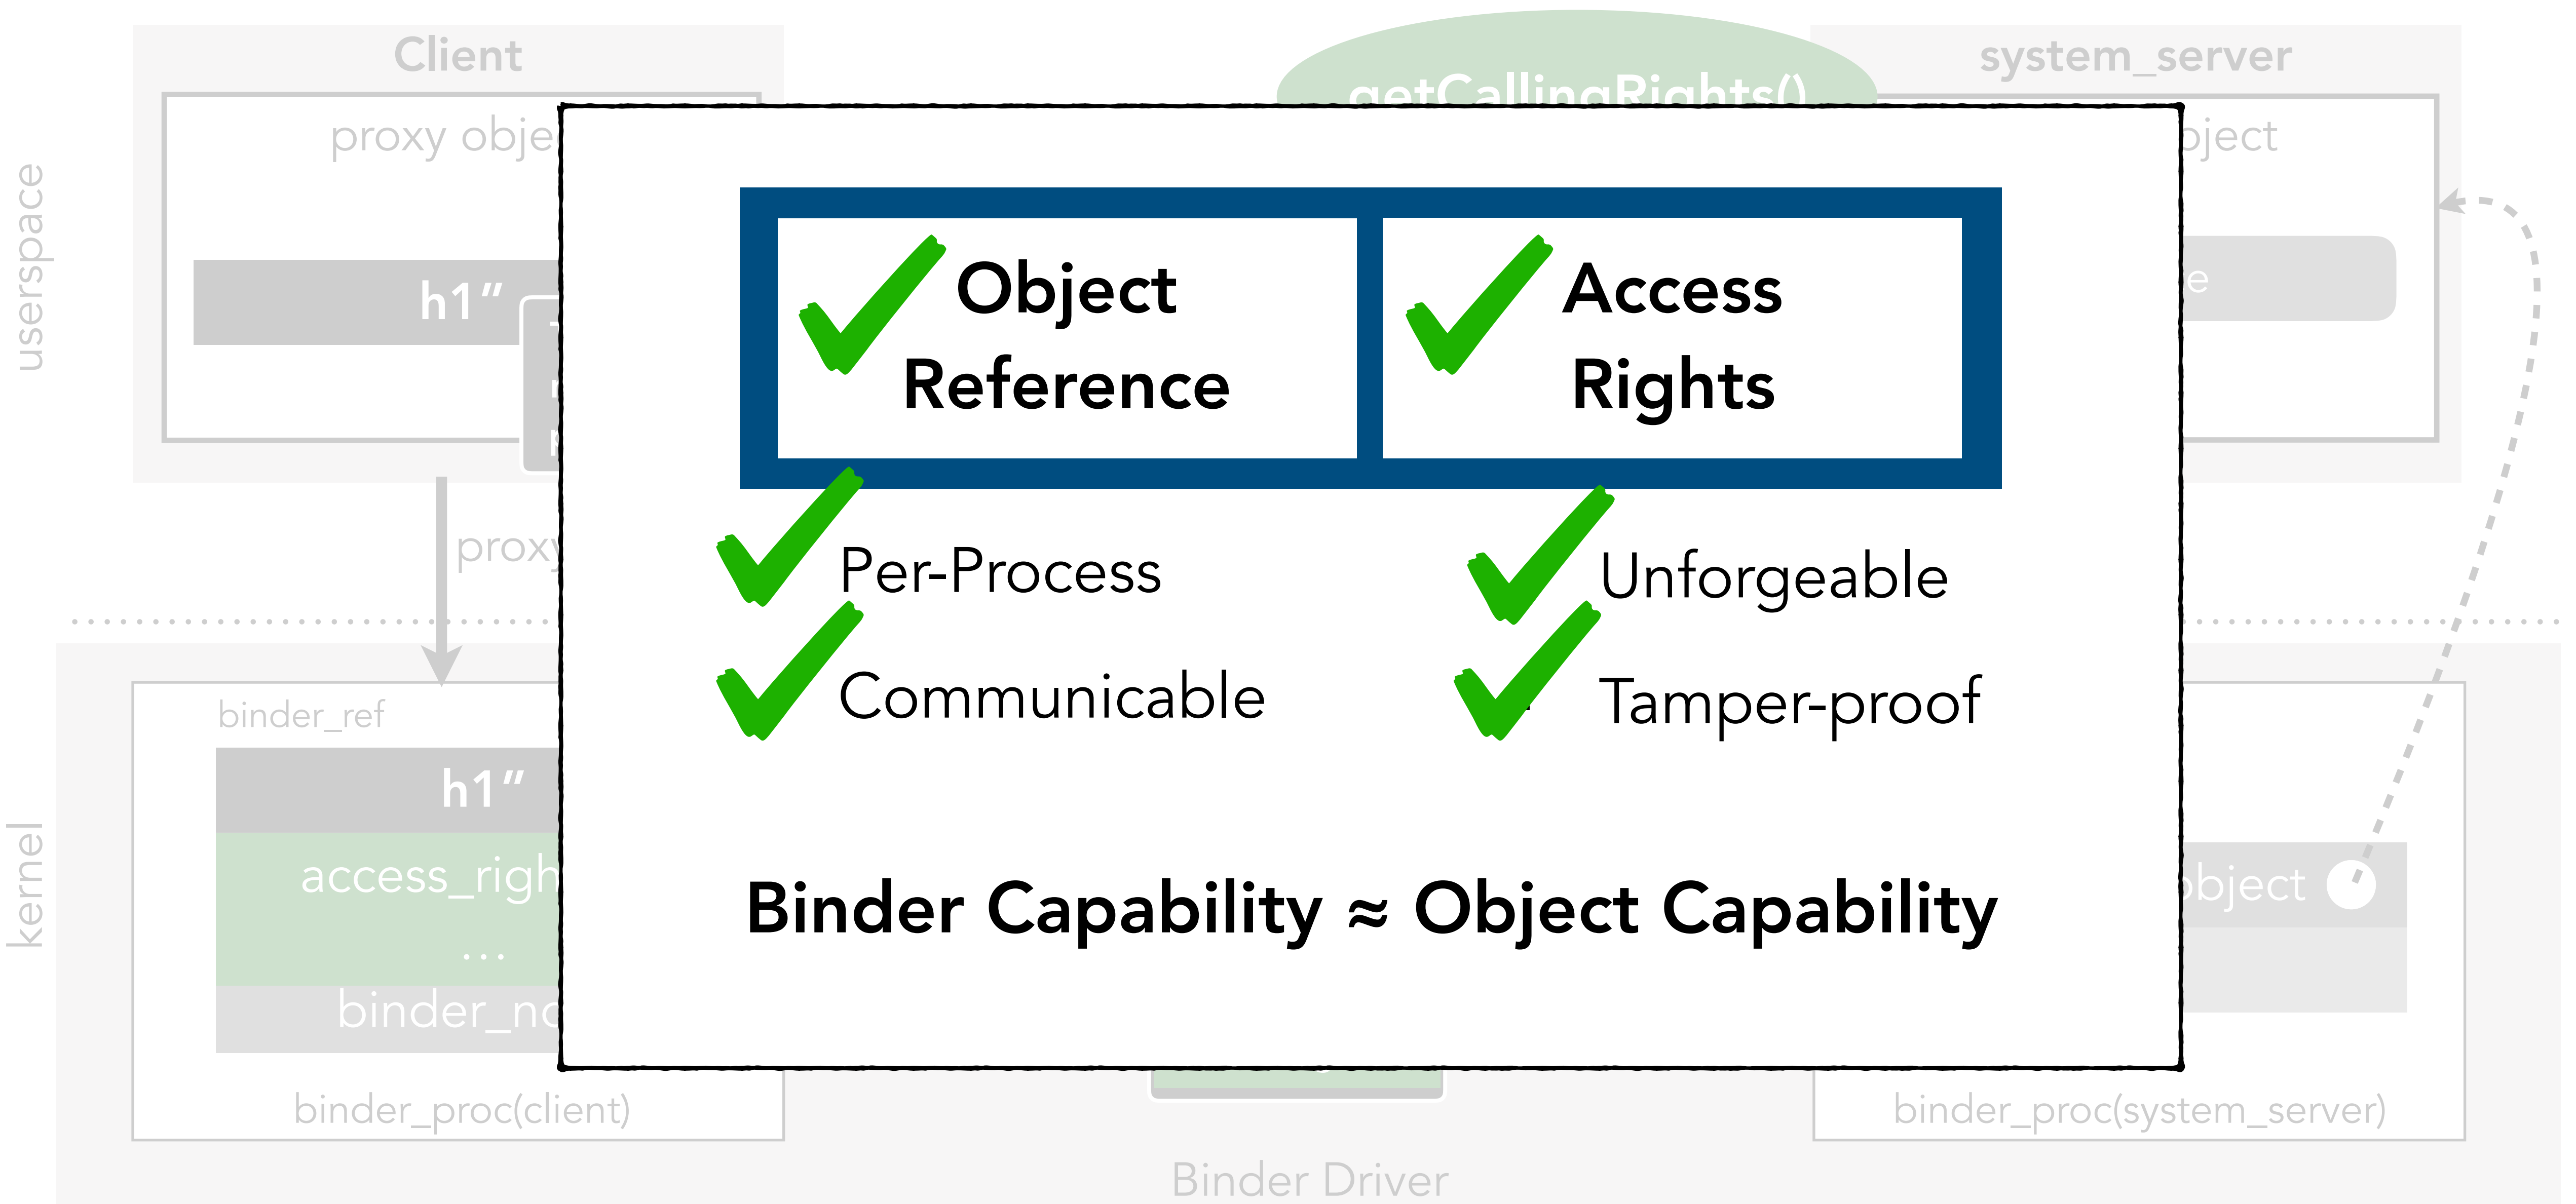 Client
getCallingRights()
system_server
proxy obje
bject
userspace
h1”
e
Object
Reference
Access
Rights
Per-Process
Unforgeable
Communicable
Tamper-proof
proxy
binder_ref
h1”
access_righ
...
binder_no
kernel
object
Binder Capability ≈ Object Capability
binder_proc(client)
binder_proc(system_server)
Binder Driver